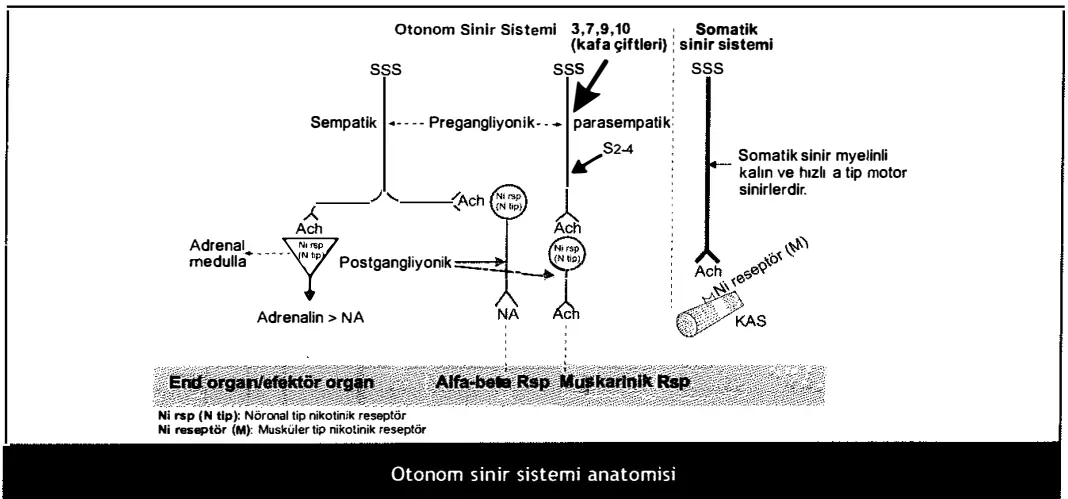 Otonom Sinir Sistemi
3,7,9,10
(kafa çiftleri)
Somatik
sinir sistemi
SSS
SSS
SSS
Sempatik
Pregangliyonik
parasempatik
S2-4
Somatik sinir myelinli
kalın ve hızlı a tip motor
sinirlerdir.
Ach
Ni rsp
(N tip)
Ach
Ach
Adrenal
medulla
Ni rsp
(N tip)
Postgangliyonik
Ni rsp
(N tip)
Ach
Ni reseptör (M)
Adrenalin > NA
NA
Ach
KAS
End organ/efektör organ
Alfa-beta Rsp
Muskarinik Rsp
Ni rsp (N tip): Nöronal tip nikotinik reseptör
Ni reseptör (M): Musküler tip nikotinik reseptör
Otonom sinir sistemi anatomisi